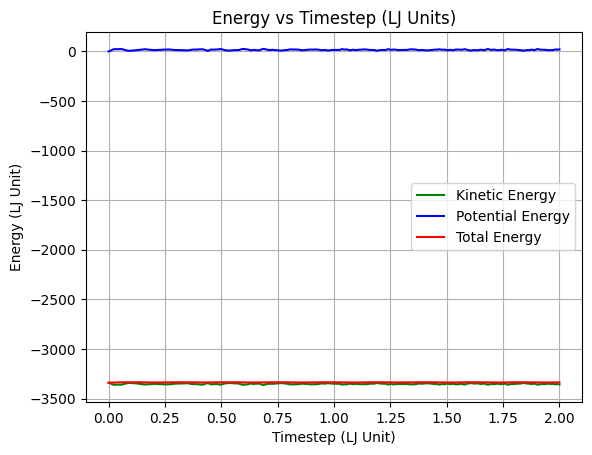 Energy vs Timestep (LJ Units)
Energy (LJ Unit)
0
−500
−1000
−1500
−2000
−2500
−3000
−3500
Kinetic Energy
Potential Energy
Total Energy
0.00 0.25 0.50 0.75 1.00 1.25 1.50 1.75 2.00
Timestep (LJ Unit)